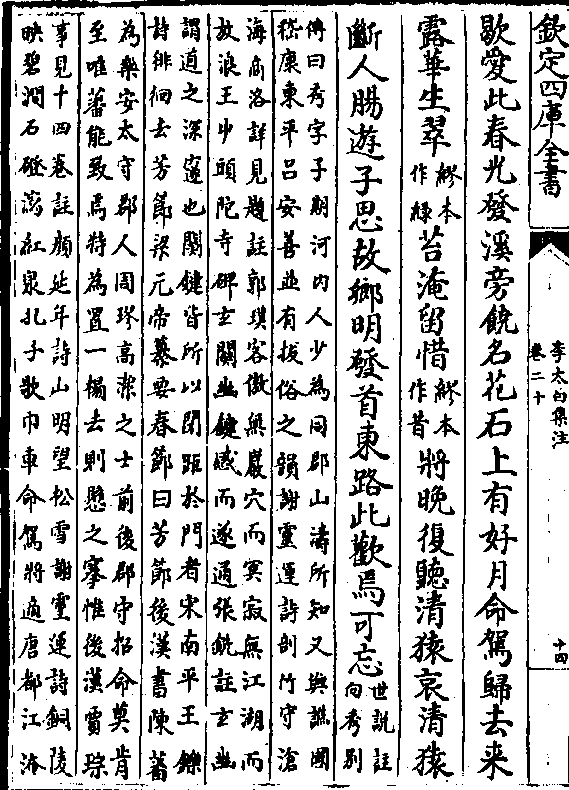 欽定四庫全書
李太白集注
卷二十
十四
歇愛此春光發溪旁饒名花石上有好月命駕歸去來
露華生翠繆本作緑苔淹留惜繆本作昔將晚復聽清猿哀清猿
斷人腸遊子思故鄉明發首東路此歡焉可忘世説註向秀别
傳曰秀字子期河内人少為同郡山濤所知又與譙國
嵇康東平吕安善並有拔俗之韻謝靈運詩剖竹守滄
海商洛詳見題註郭璞客傲無巖穴而冥寂無江湖而
放浪王屮頭陀寺碑玄關幽鍵感而遂通張銑註玄幽
謂道之深邃也關鍵皆所以閉距於門者宋南平王鑠
詩徘徊去芳節梁元帝纂要春節曰芳節後漢書陳蕃
為樂安太守郡人周璆高潔之士前後郡守招命莫肯
至唯蕃能致焉特為置一榻去則懸之搴惟後漢賈琮
事見十四卷註顔延年詩山明望松雪謝靈運詩銅陵
映碧澗石磴瀉紅泉孔子歌巾車命駕將適唐都江淹